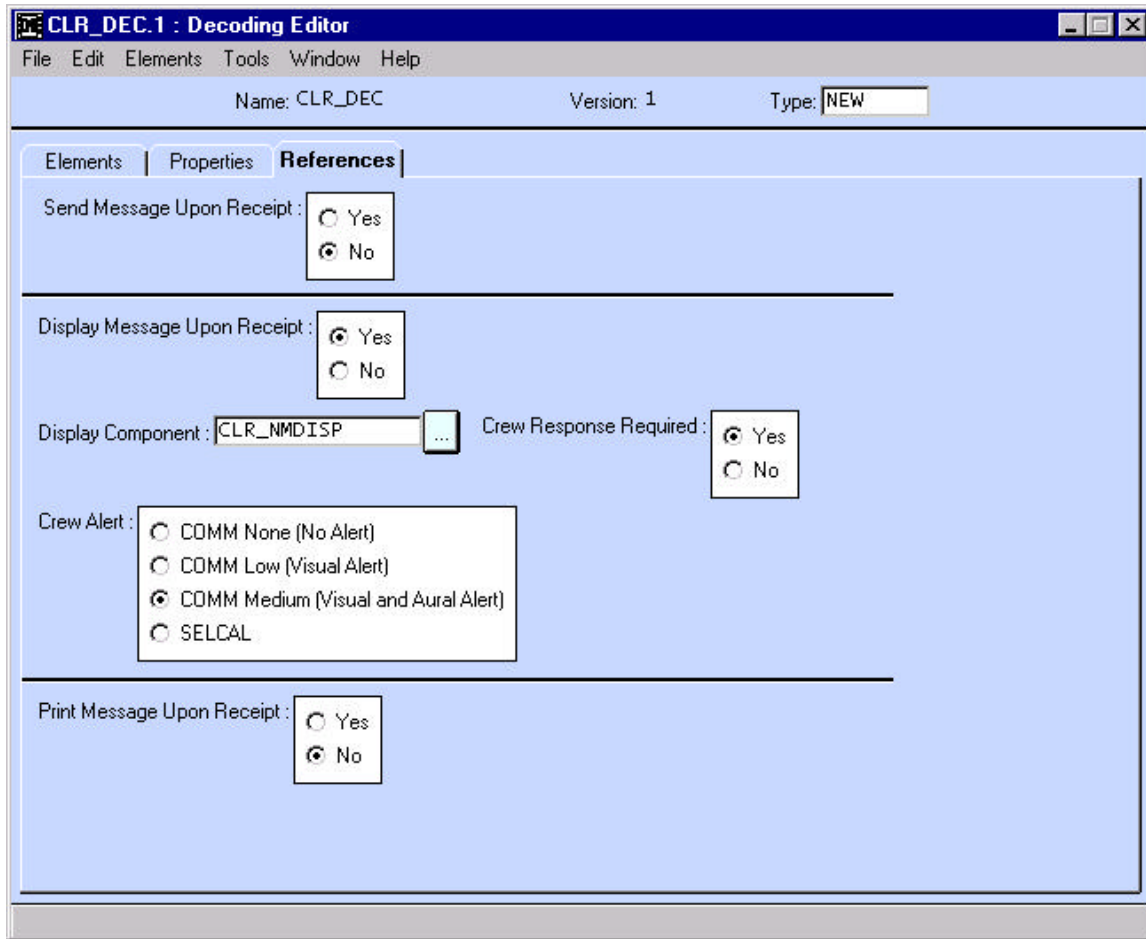 CLR_DEC.1 : Decoding Editor
File Edit Elements Tools Window Help
Name: CLR_DEC Version: 1 Type: NEW
Elements Properties References
Send Message Upon Receipt : Yes
No
Display Message Upon Receipt : Yes
No
Display Component : CLR_NMDISP ... Crew Response Required : Yes
No
Crew Alert : COMM None (No Alert)
COMM Low (Visual Alert)
COMM Medium (Visual and Aural Alert)
SELCAL
Print Message Upon Receipt : Yes
No